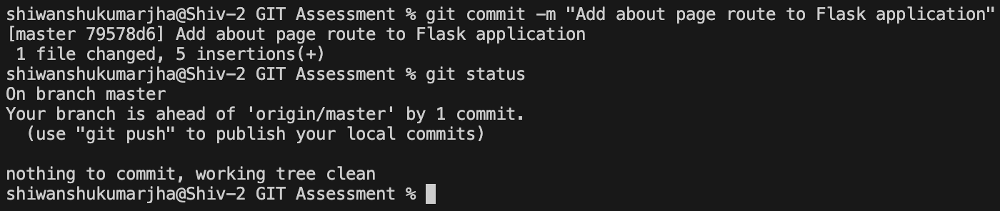 shiwanshukumarjha@Shiv-2 GIT Assessment % git commit -m "Add about page route to Flask application"
[master 79578d6] Add about page route to Flask application
 1 file changed, 5 insertions(+)
shiwanshukumarjha@Shiv-2 GIT Assessment % git status
On branch master
Your branch is ahead of 'origin/master' by 1 commit.
  (use "git push" to publish your local commits)

nothing to commit, working tree clean
shiwanshukumarjha@Shiv-2 GIT Assessment %